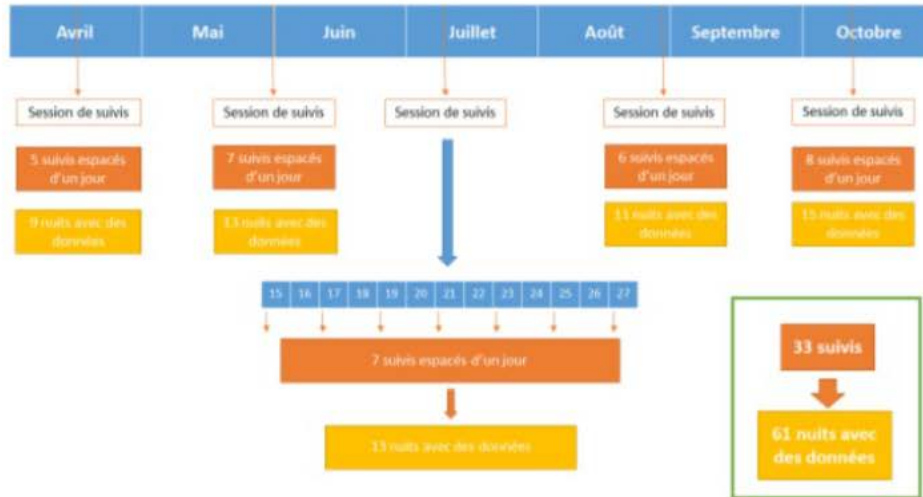 Avril Mai Juin Juillet Août Septembre Octobre
Session de suivis Session de suivis Session de suivis Session de suivis Session de suivis
5 suivis espacés
d'un jour
7 suivis espacés
d'un jour
6 suivis espacés
d'un jour
8 suivis espacés
d'un jour
9 nuits avec des
données
13 nuits avec des
données
11 nuits avec des
données
15 nuits avec des
données
15 16 17 18 19 20 21 22 23 24 25 26 27
7 suivis espacés d'un jour
13 nuits avec des données
33 suivis
61 nuits avec
des données